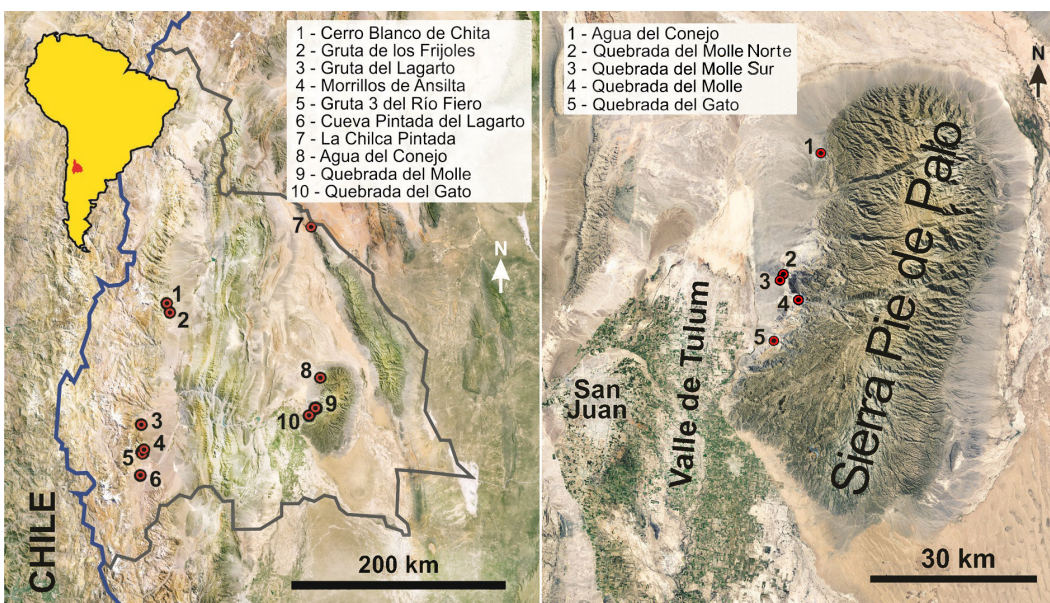 1 - Cerro Blanco de Chita
2 - Gruta de los Frijoles
3 - Gruta del Lagarto
4 - Morrillos de Ansilta
5 - Gruta 3 del Río Fiero
6 - Cueva Pintada del Lagarto
7 - La Chilca Pintada
8 - Agua del Conejo
9 - Quebrada del Molle
10 - Quebrada del Gato
7
N
1
2
8
9
10
3
4
5
6
CHILE
200 km
1 - Agua del Conejo
2 - Quebrada del Molle Norte
3 - Quebrada del Molle Sur
4 - Quebrada del Molle
5 - Quebrada del Gato
N
1
2
3
4
5
San
Juan
Valle de Tulum
Sierra Pie de Palo
30 km